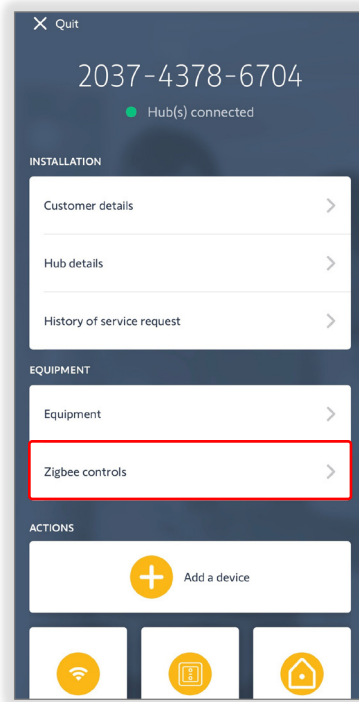 Quit
2037-4378-6704
Hub(s) connected
INSTALLATION
Customer details
Hub details
History of service request
EQUIPMENT
Equipment
Zigbee controls
ACTIONS
Add a device